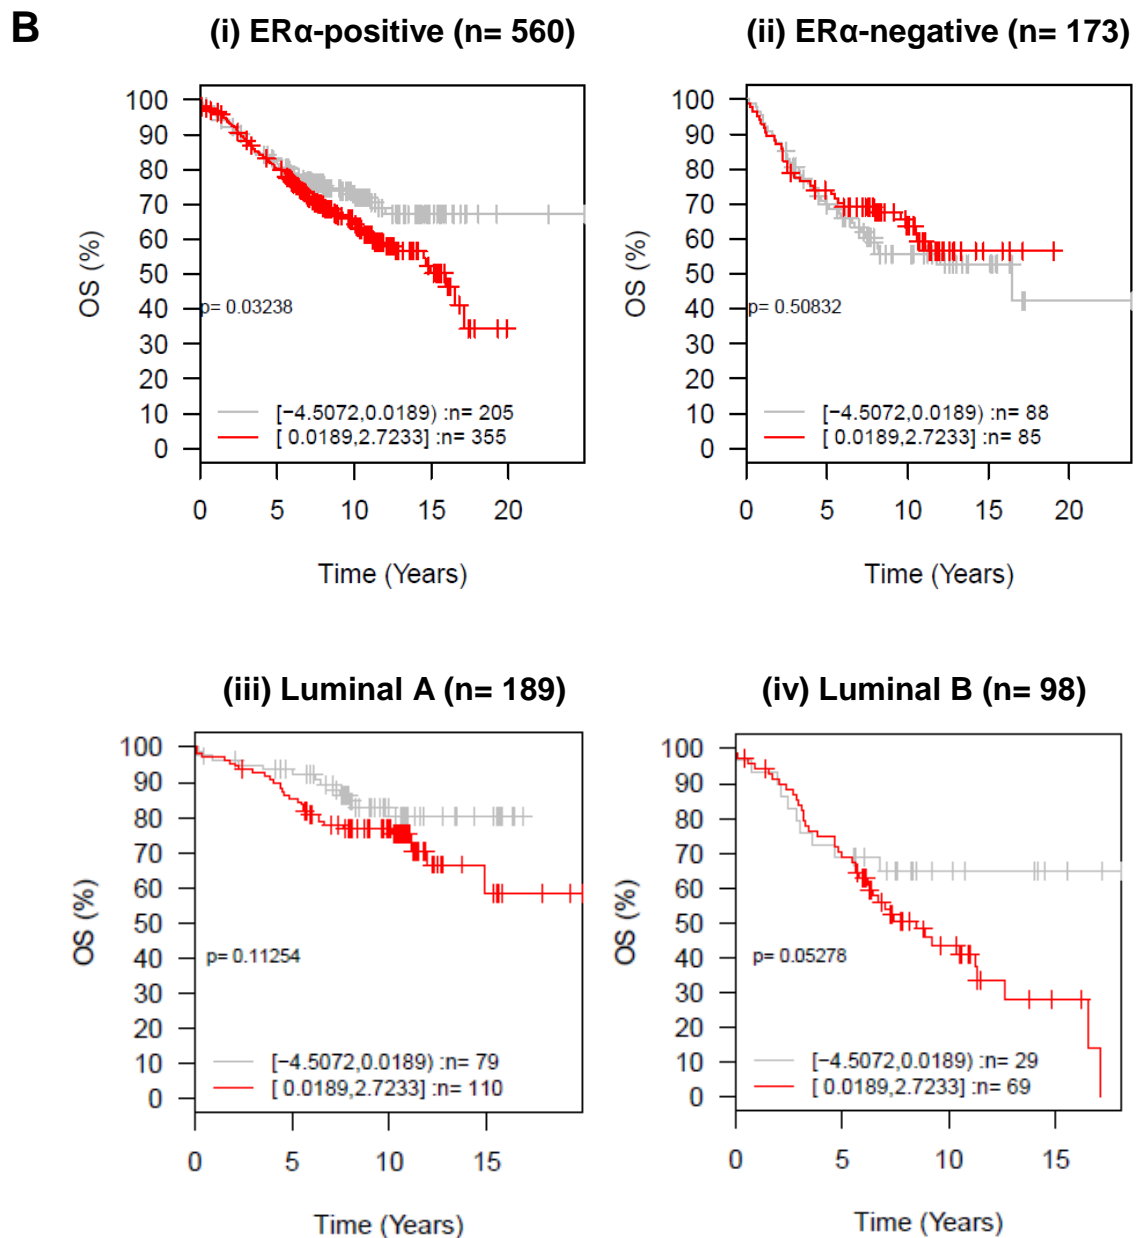 B
(i) ERα-positive (n= 560)
(ii) ERα-negative (n= 173)
100
90
80
70
60
50
40
30
20
10
0
OS (%)
p= 0.03238
[−4.5072,0.0189) :n= 205
[ 0.0189,2.7233] :n= 355
0 5 10 15 20
Time (Years)
100
90
80
70
60
50
40
30
20
10
0
OS (%)
p= 0.50832
[−4.5072,0.0189) :n= 88
[ 0.0189,2.7233] :n= 85
0 5 10 15 20
Time (Years)
(iii) Luminal A (n= 189)
(iv) Luminal B (n= 98)
100
90
80
70
60
50
40
30
20
10
0
OS (%)
p= 0.11254
[−4.5072,0.0189) :n= 79
[ 0.0189,2.7233] :n= 110
0 5 10 15
Time (Years)
100
90
80
70
60
50
40
30
20
10
0
OS (%)
p= 0.05278
[−4.5072,0.0189) :n= 29
[ 0.0189,2.7233] :n= 69
0 5 10 15
Time (Years)